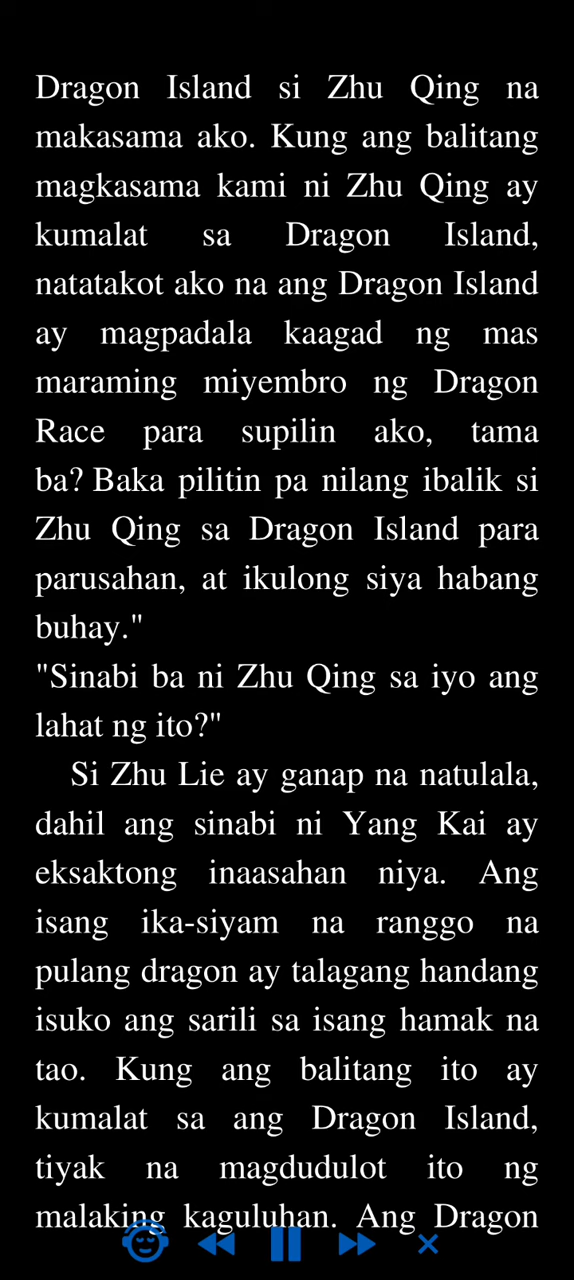 Dragon Island si Zhu Qing na
makasama ako. Kung ang balitang
magkasama kami ni Zhu Qing ay
kumalat sa Dragon Island,
natatakot ako na ang Dragon Island
ay magpadala kaagad ng mas
maraming miyembro ng Dragon
Race para supilin ako, tama
ba? Baka pilitin pa nilang ibalik si
Zhu Qing sa Dragon Island para
parusahan, at ikulong siya habang
buhay."
"Sinabi ba ni Zhu Qing sa iyo ang
lahat ng ito?"
Si Zhu Lie ay ganap na natulala,
dahil ang sinabi ni Yang Kai ay
eksaktong inaasahan niya. Ang
isang ika-siyam na ranggo na
pulang dragon ay talagang handang
isuko ang sarili sa isang hamak na
tao. Kung ang balitang ito ay
kumalat sa ang Dragon Island,
tiyak na magdudulot ito ng
malaking kaguluhan. Ang Dragon